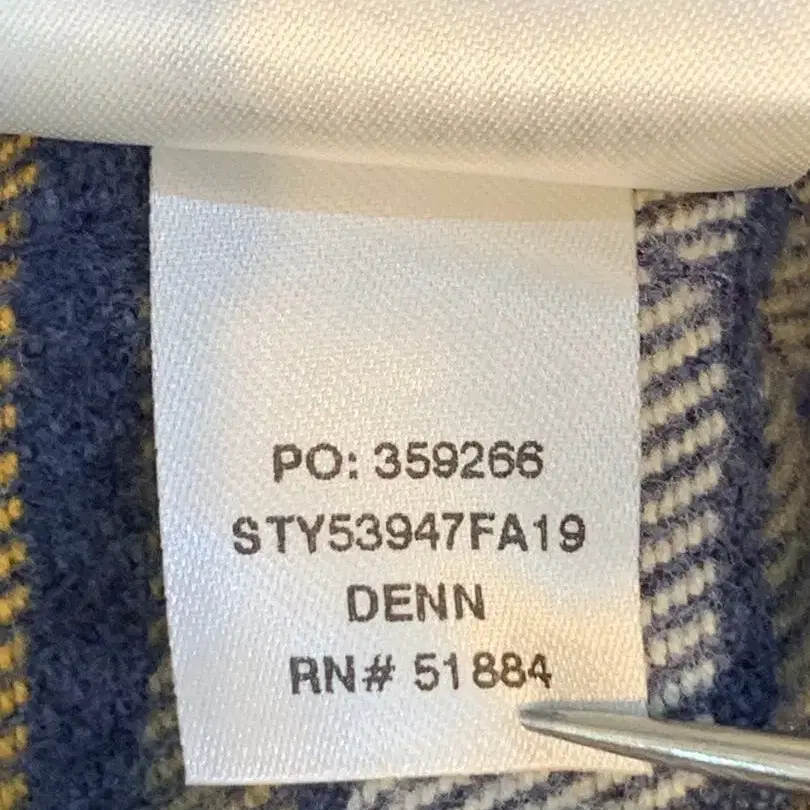 PO: 359266
STY53947FA19
DENN
RN# 51884